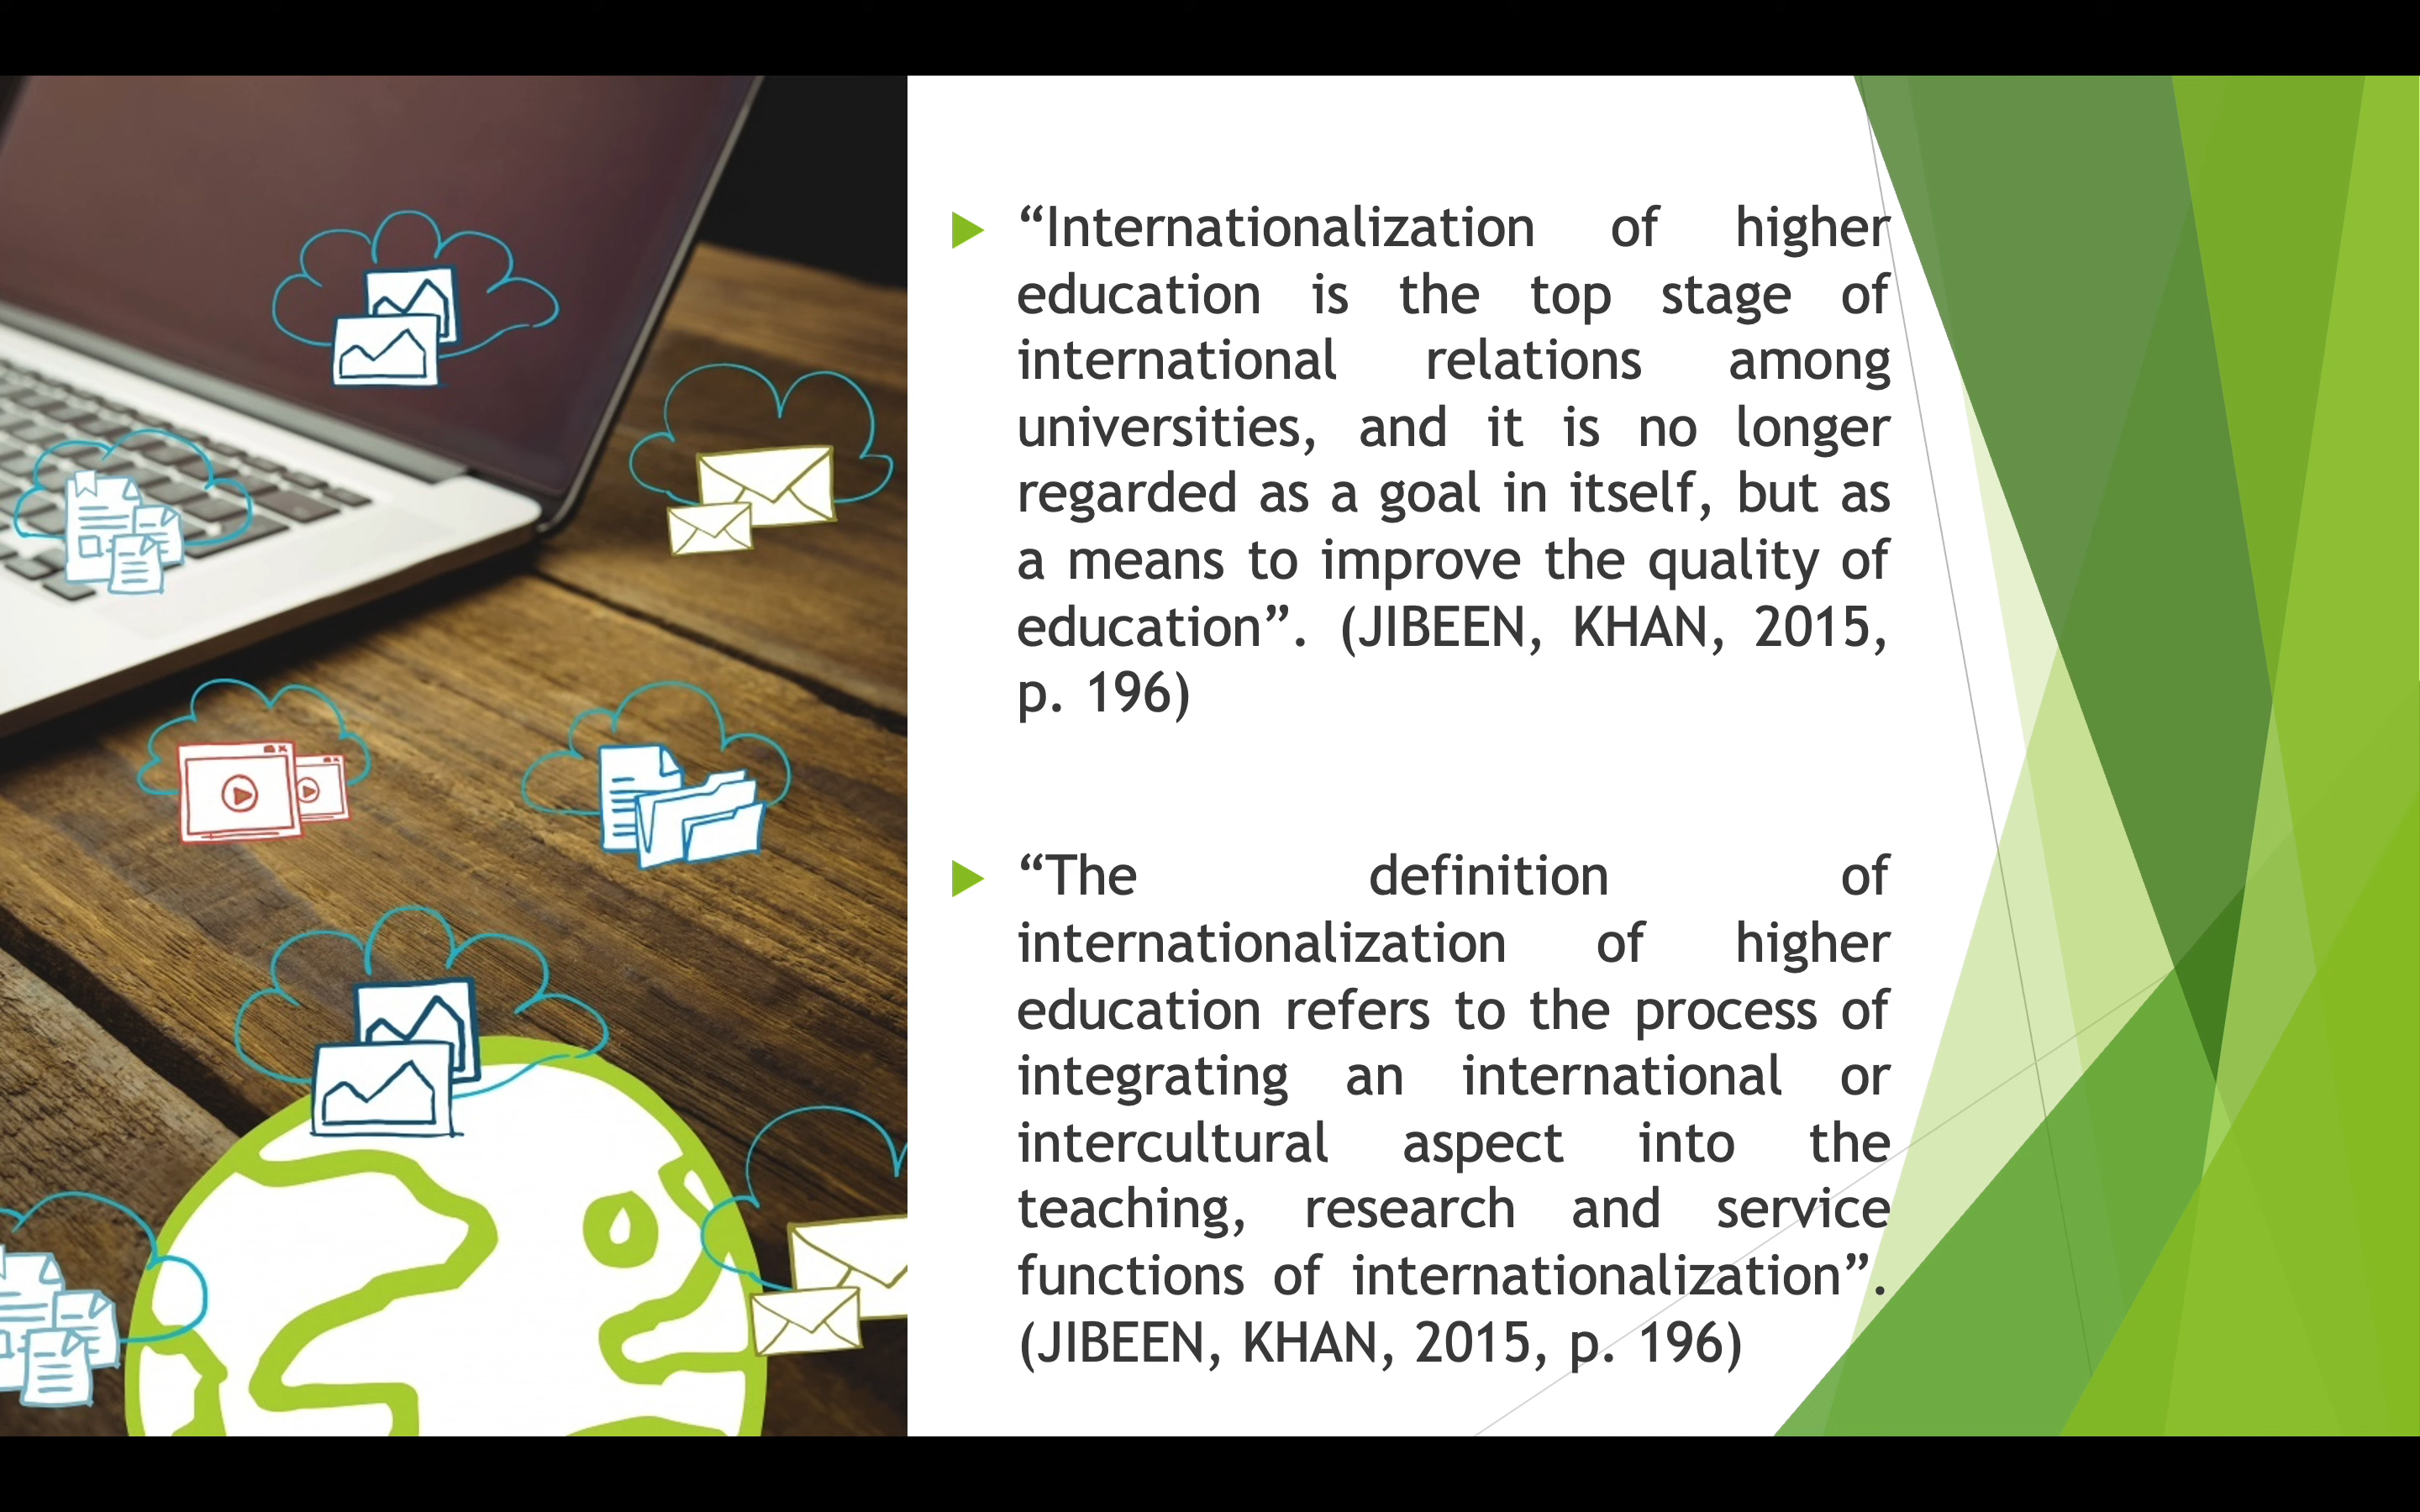 “Internationalization of higher
education is the top stage of
international relations among
universities, and it is no longer
regarded as a goal in itself, but as
a means to improve the quality of
education”. (JIBEEN, KHAN, 2015,
p. 196)
“The definition of
internationalization of higher
education refers to the process of
integrating an international or
intercultural aspect into the
teaching, research and service
functions of internationalization”.
(JIBEEN, KHAN, 2015, p. 196)